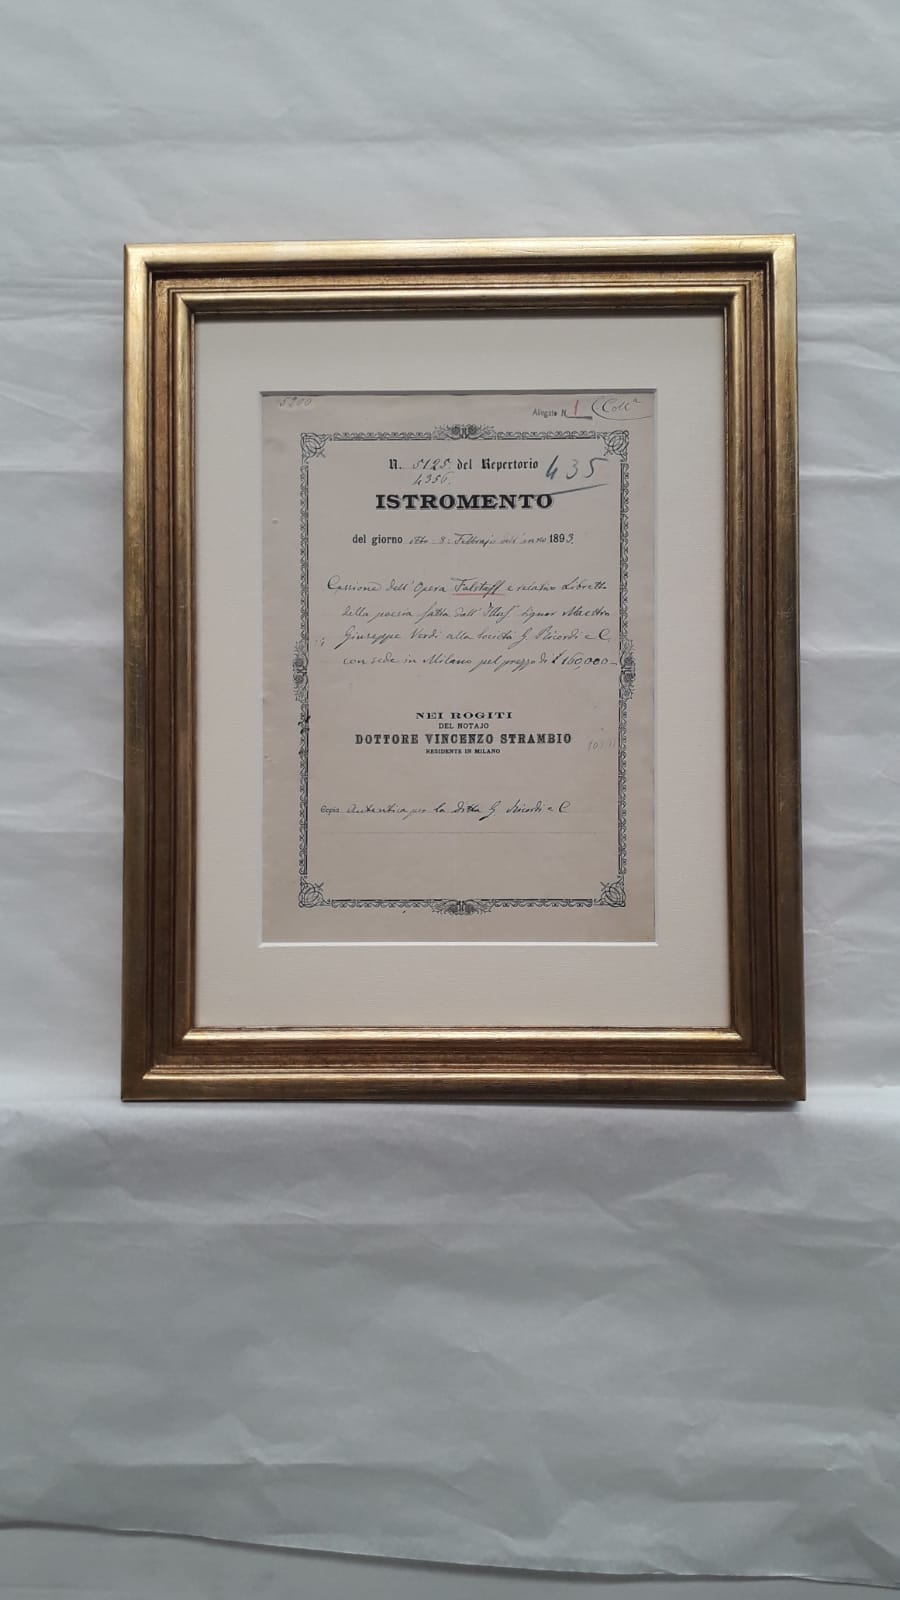 5200
Allegato N. 1 CColl.ª
N. 5125 del Repertorio 435
4356.
ISTROMENTO
del giorno otto - 8 - Febbrajo dell'anno 1893.
Cessione dell'Opera Falstaff e relativo Libretto
della poesia fatta dall' Illus. Signor Maestro
Giuseppe Verdi alla Società G. Ricordi e C.
con sede in Milano pel prezzo di £ 160,000 -
NEI ROGITI
DEL NOTAJO
DOTTORE VINCENZO STRAMBIO
RESIDENTE IN MILANO
Copia Autentica per la Ditta G. Ricordi e C